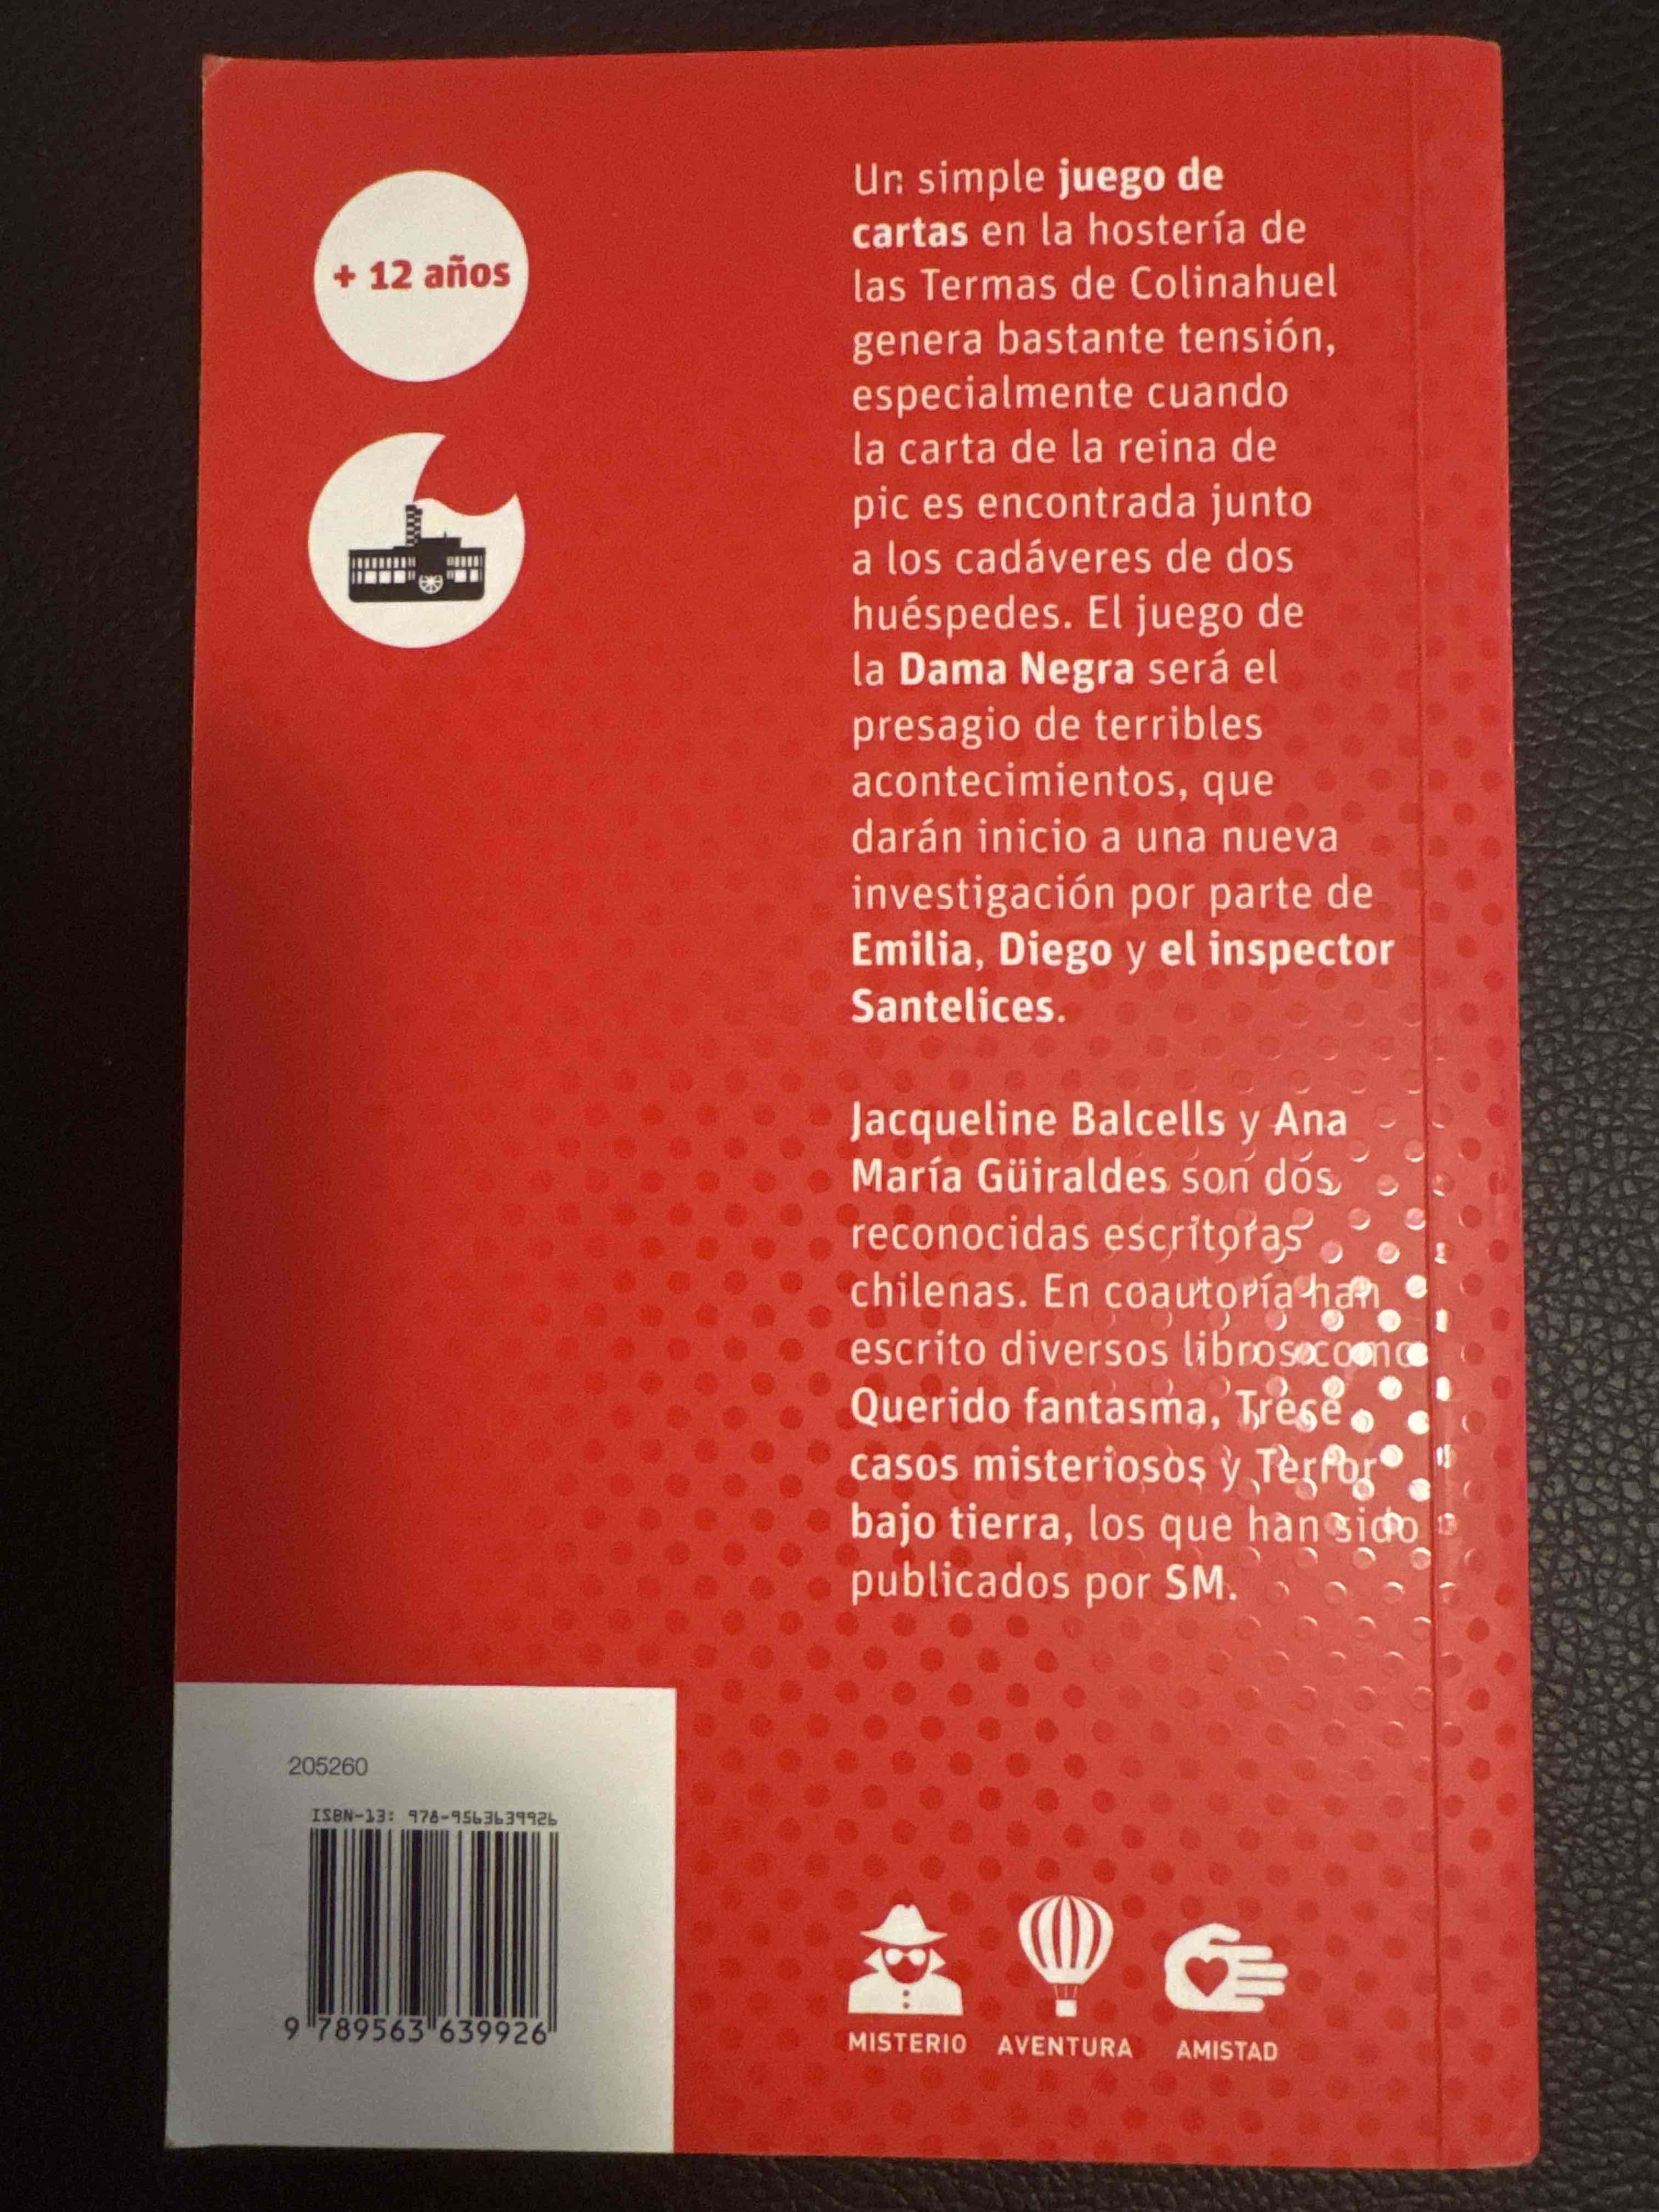 + 12 años
Un simple juego de
cartas en la hostería de
las Termas de Colinahuel
genera bastante tensión,
especialmente cuando
la carta de la reina de
pic es encontrada junto
a los cadáveres de dos
huéspedes. El juego de
la Dama Negra será el
presagio de terribles
acontecimientos, que
darán inicio a una nueva
investigación por parte de
Emilia, Diego y el inspector
Santelices.
Jacqueline Balcells y Ana
María Güiraldes son dos
reconocidas escritoras
chilenas. En coautoría han
escrito diversos libros como
Querido fantasma, Trece
casos misteriosos y Terror
bajo tierra, los que han sido
publicados por SM.
205260
ISBN-13: 978-9563639926
9 789563 639926
MISTERIO AVENTURA AMISTAD